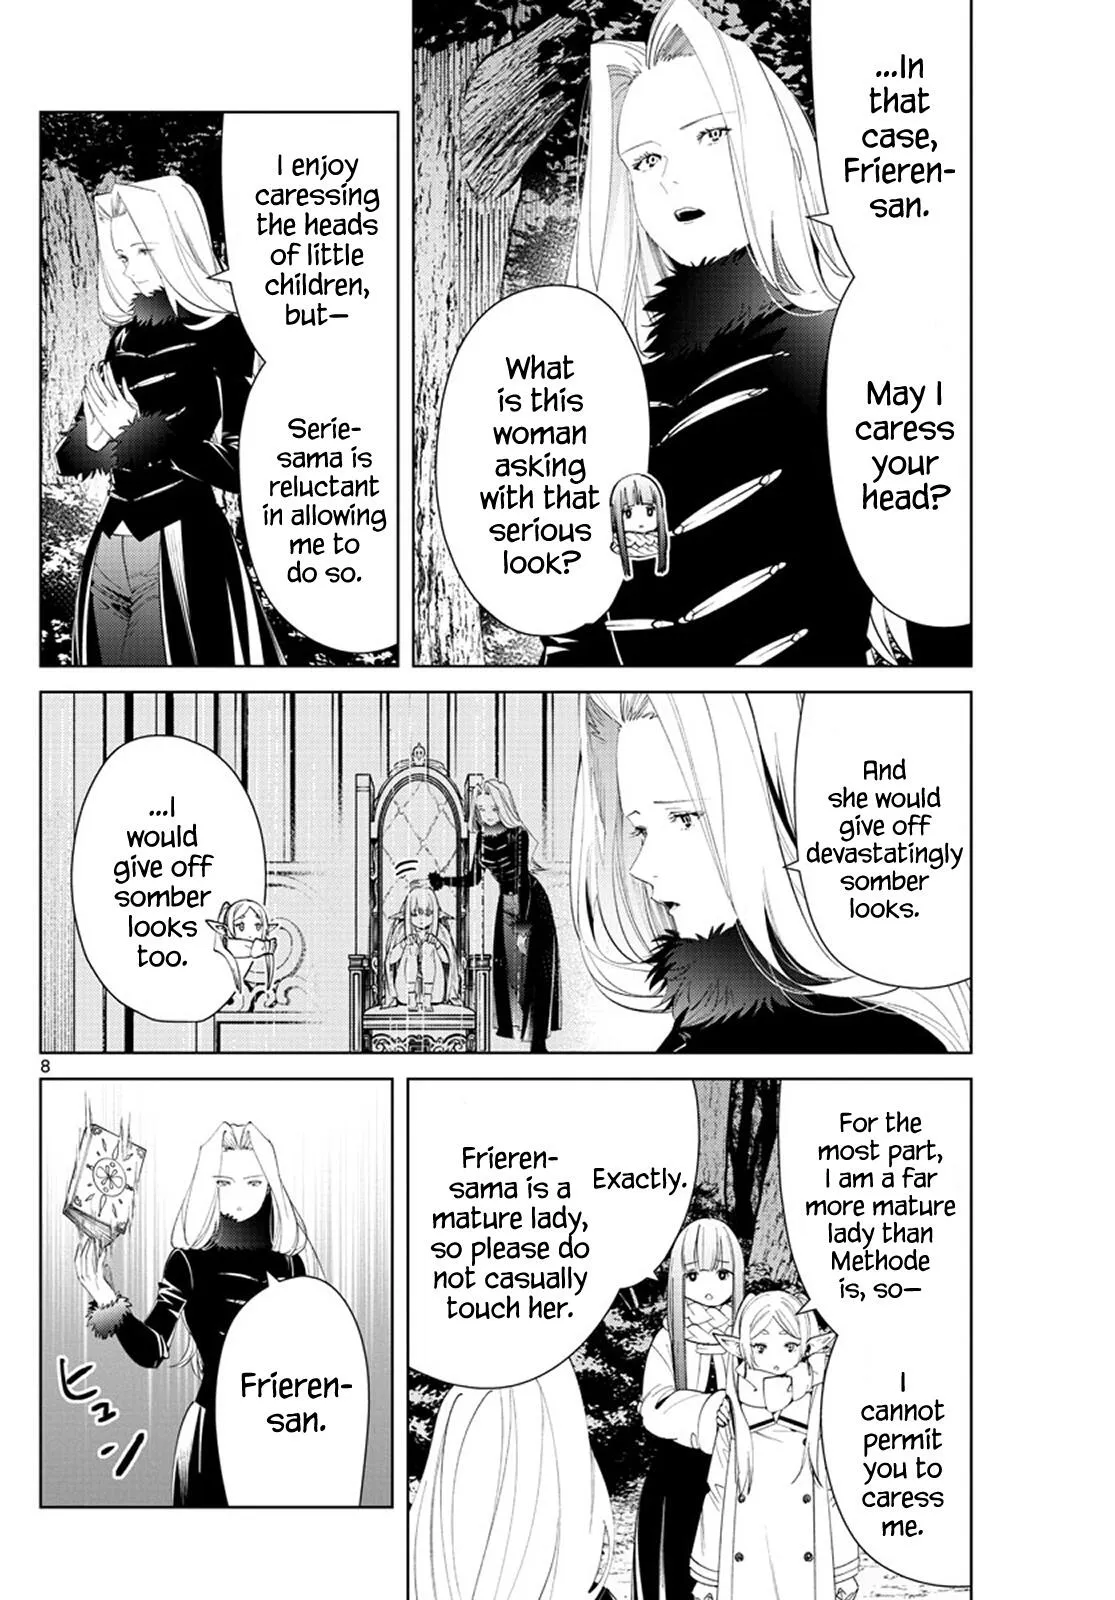 ...In
that
case,
Frieren-
san.
May I
caress
your
head?
What
is this
woman
asking
with that
serious
look?
I enjoy
caressing
the heads
of little
children,
but—
Serie-
sama is
reluctant
in allowing
me to
do so.
And
she would
give off
devastatingly
somber
looks.
...I
would
give off
somber
looks
too.
8
For the
most part,
I am a far
more mature
lady than
Methode
is, so—
I
cannot
permit
you to
caress
me.
Exactly.
Frieren-
sama is a
mature lady,
so please do
not casually
touch her.
Frieren-
san.
ヒュン